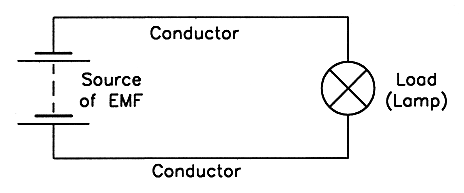 Conductor
Source
of EMF
Load
(Lamp)
Conductor